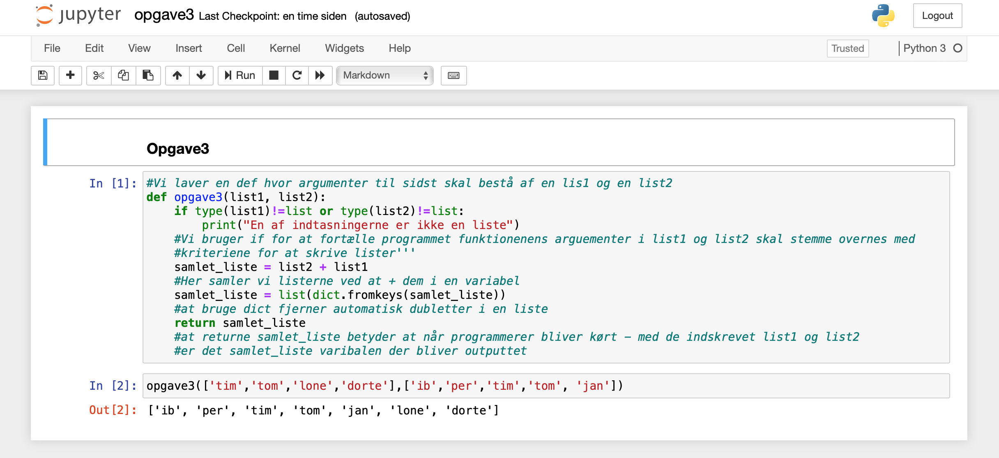 jupyter opgave3 Last Checkpoint: en time siden (autosaved) Logout
File Edit View Insert Cell Kernel Widgets Help Trusted Python 3
Run Markdown
Opgave3
In [1]: #Vi laver en def hvor argumenter til sidst skal bestå af en lis1 og en list2
def opgave3(list1, list2):
    if type(list1)!=list or type(list2)!=list:
        print("En af indtasningerne er ikke en liste")
    #Vi bruger if for at fortælle programmet funktionenens arguementer i list1 og list2 skal stemme overnes med
    #kriteriene for at skrive lister'''
    samlet_liste = list2 + list1
    #Her samler vi listerne ved at + dem i en variabel
    samlet_liste = list(dict.fromkeys(samlet_liste))
    #at bruge dict fjerner automatisk dubletter i en liste
    return samlet_liste
    #at returne samlet_liste betyder at når programmerer bliver kørt – med de indskrevet list1 og list2
    #er det samlet_liste varibalen der bliver outputtet
In [2]: opgave3(['tim','tom','lone','dorte'],['ib','per','tim','tom', 'jan'])
Out[2]: ['ib', 'per', 'tim', 'tom', 'jan', 'lone', 'dorte']